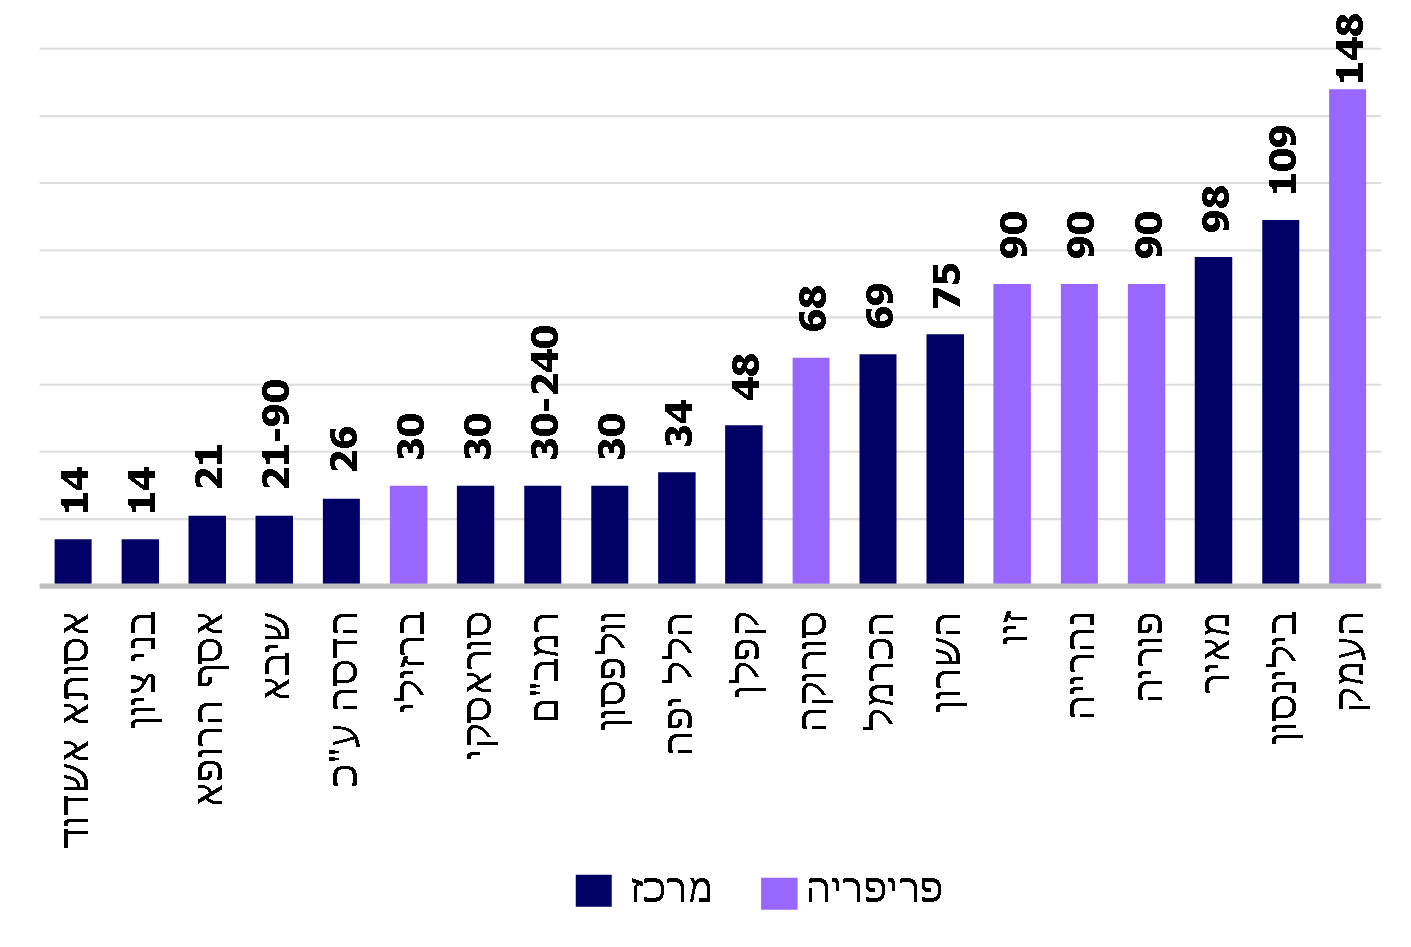 14
14
21
21-90
26
30
30
30-240
30
34
48
68
69
75
90
90
90
98
109
148
אסותא אשדוד
בני ציון
אסף הרופא
שיבא
הדסה ע"כ
ברזילי
סוראסקי
רמב"ם
וולפסון
הלל יפה
קפלן
סורוקה
הכרמל
השרון
זיו
נהרייה
פוריה
מאיר
בילינסון
העמק
מרכז
פריפריה